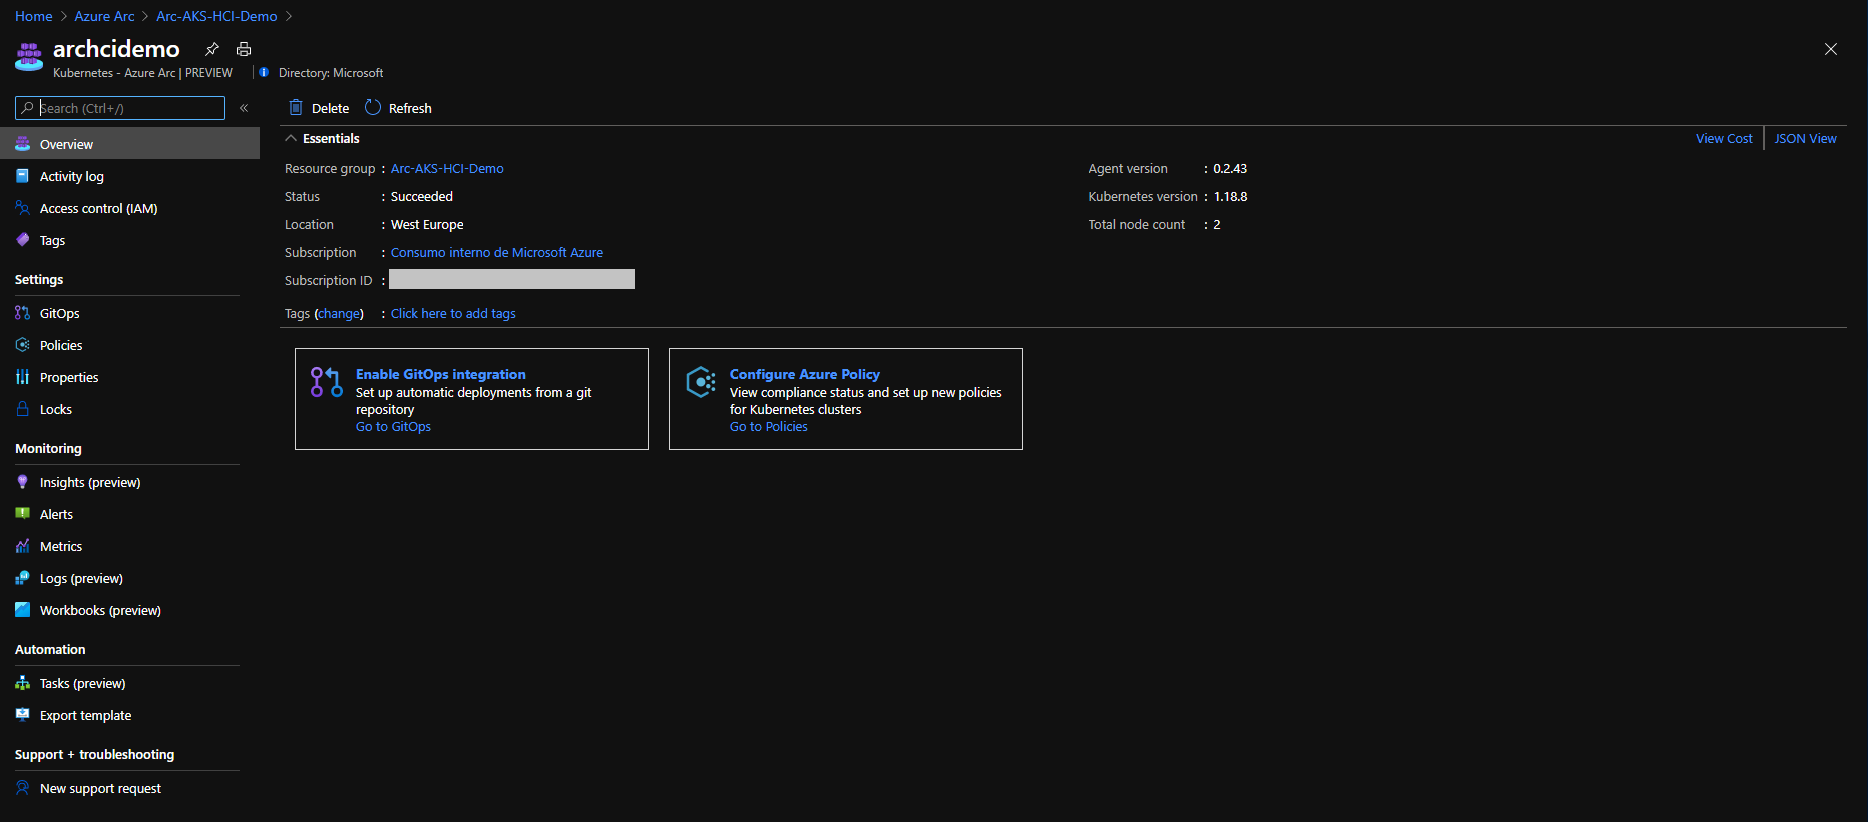 Home > Azure Arc > Arc-AKS-HCI-Demo >
archcidemo
Kubernetes - Azure Arc | PREVIEW
Directory: Microsoft
Search (Ctrl+/)
«
Overview
Activity log
Access control (IAM)
Tags
Settings
GitOps
Policies
Properties
Locks
Monitoring
Insights (preview)
Alerts
Metrics
Logs (preview)
Workbooks (preview)
Automation
Tasks (preview)
Export template
Support + troubleshooting
New support request
Delete Refresh
Essentials
View Cost JSON View
Resource group : Arc-AKS-HCI-Demo
Status : Succeeded
Location : West Europe
Subscription : Consumo interno de Microsoft Azure
Subscription ID :
Tags (change) : Click here to add tags
Agent version : 0.2.43
Kubernetes version : 1.18.8
Total node count : 2
Enable GitOps integration
Set up automatic deployments from a git
repository
Go to GitOps
Configure Azure Policy
View compliance status and set up new policies
for Kubernetes clusters
Go to Policies